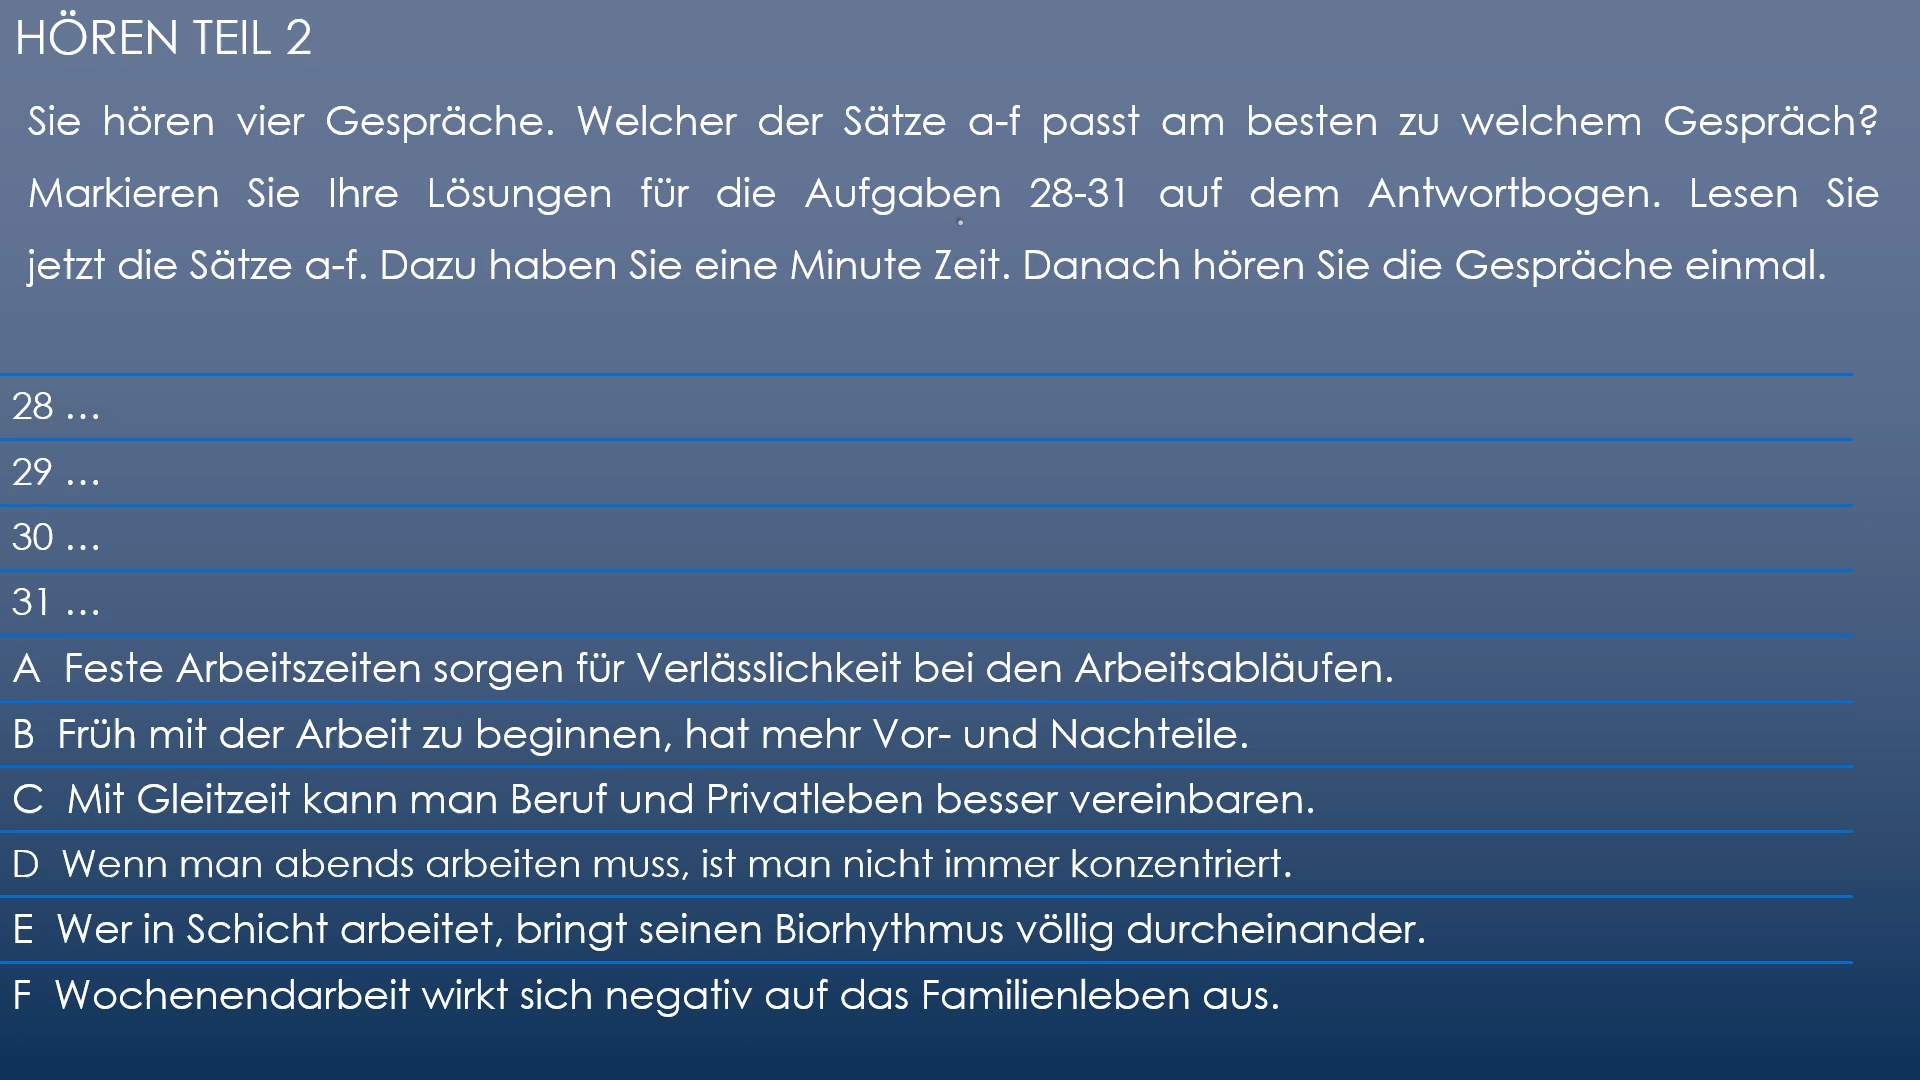 HÖREN TEIL 2
Sie hören vier Gespräche. Welcher der Sätze a-f passt am besten zu welchem Gespräch?
Markieren Sie Ihre Lösungen für die Aufgaben 28-31 auf dem Antwortbogen. Lesen Sie
jetzt die Sätze a-f. Dazu haben Sie eine Minute Zeit. Danach hören Sie die Gespräche einmal.
28 …
29 …
30 …
31 …
A Feste Arbeitszeiten sorgen für Verlässlichkeit bei den Arbeitsabläufen.
B Früh mit der Arbeit zu beginnen, hat mehr Vor- und Nachteile.
C Mit Gleitzeit kann man Beruf und Privatleben besser vereinbaren.
D Wenn man abends arbeiten muss, ist man nicht immer konzentriert.
E Wer in Schicht arbeitet, bringt seinen Biorhythmus völlig durcheinander.
F Wochenendarbeit wirkt sich negativ auf das Familienleben aus.